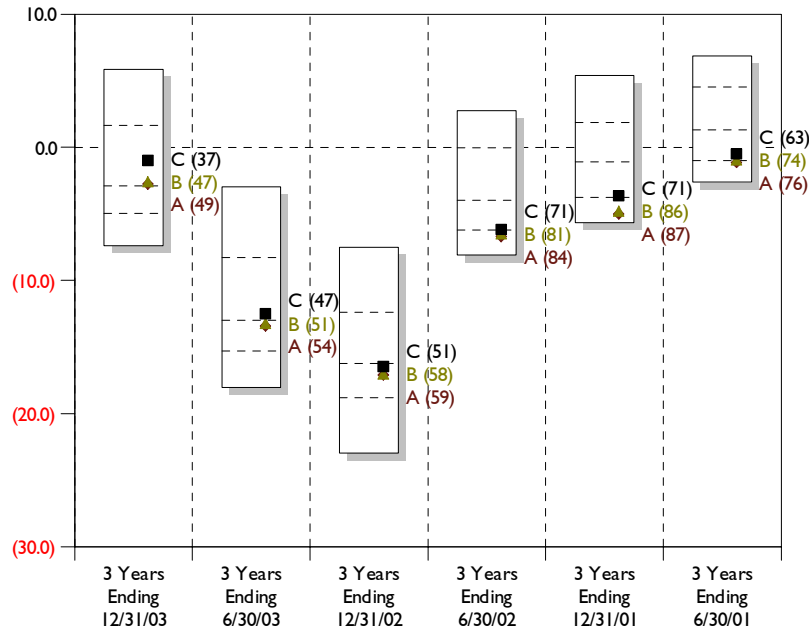 10.0
0.0
(10.0)
(20.0)
(30.0)
C (37)
B (47)
A (49)
C (47)
B (51)
A (54)
C (51)
B (58)
A (59)
C (71)
B (81)
A (84)
C (71)
B (86)
A (87)
C (63)
B (74)
A (76)
3 Years
Ending
12/31/03
3 Years
Ending
6/30/03
3 Years
Ending
12/31/02
3 Years
Ending
6/30/02
3 Years
Ending
12/31/01
3 Years
Ending
6/30/01